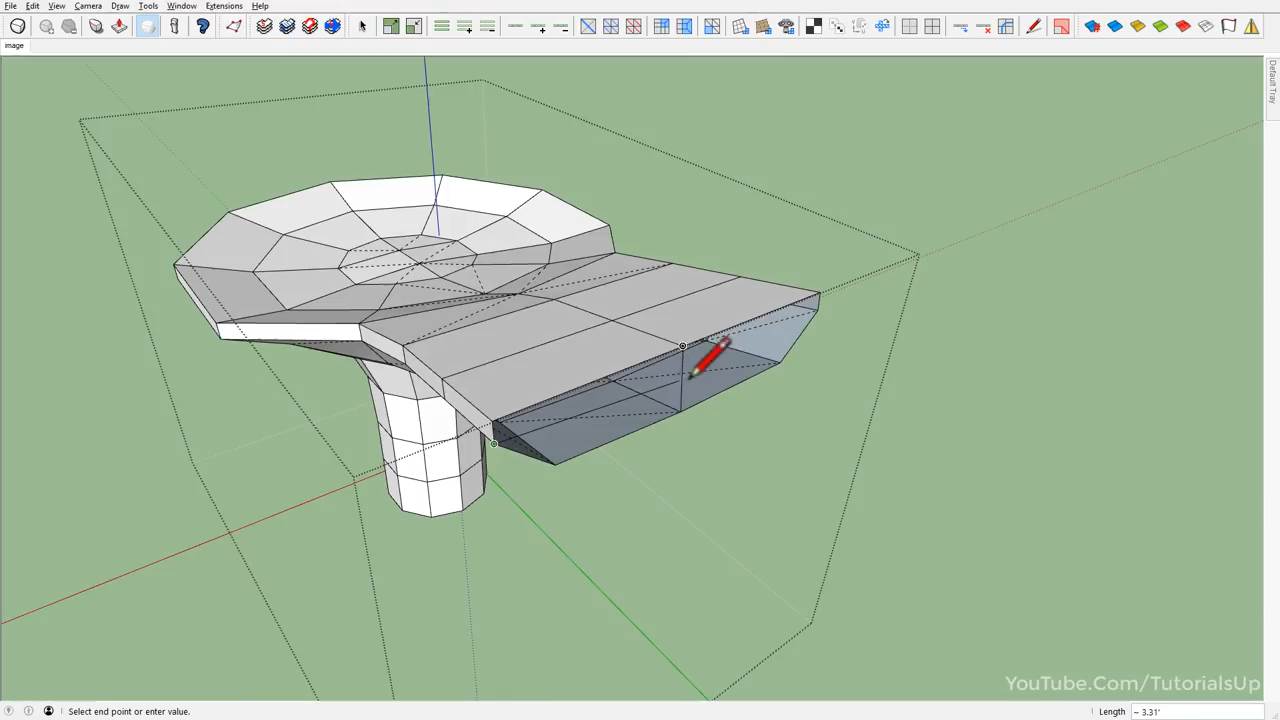 File Edit View Camera Draw Tools Window Extensions Help
image
Default Tray
YouTube.Com/TutorialsUp
Select end point or enter value. Length ~ 3.31'